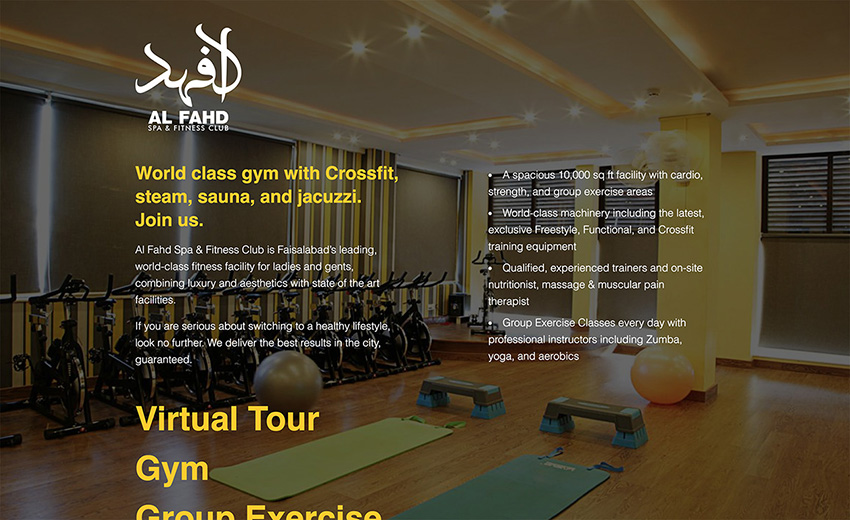 الفهد
AL FAHD
SPA & FITNESS CLUB
World class gym with Crossfit,
steam, sauna, and jacuzzi.
Join us.
Al Fahd Spa & Fitness Club is Faisalabad's leading,
world-class fitness facility for ladies and gents,
combining luxury and aesthetics with state of the art
facilities.
If you are serious about switching to a healthy lifestyle,
look no further. We deliver the best results in the city,
guaranteed.
• A spacious 10,000 sq ft facility with cardio,
strength, and group exercise areas
• World-class machinery including the latest,
exclusive Freestyle, Functional, and Crossfit
training equipment
• Qualified, experienced trainers and on-site
nutritionist, massage & muscular pain
therapist
• Group Exercise Classes every day with
professional instructors including Zumba,
yoga, and aerobics
Virtual Tour
Gym
Group Exercise